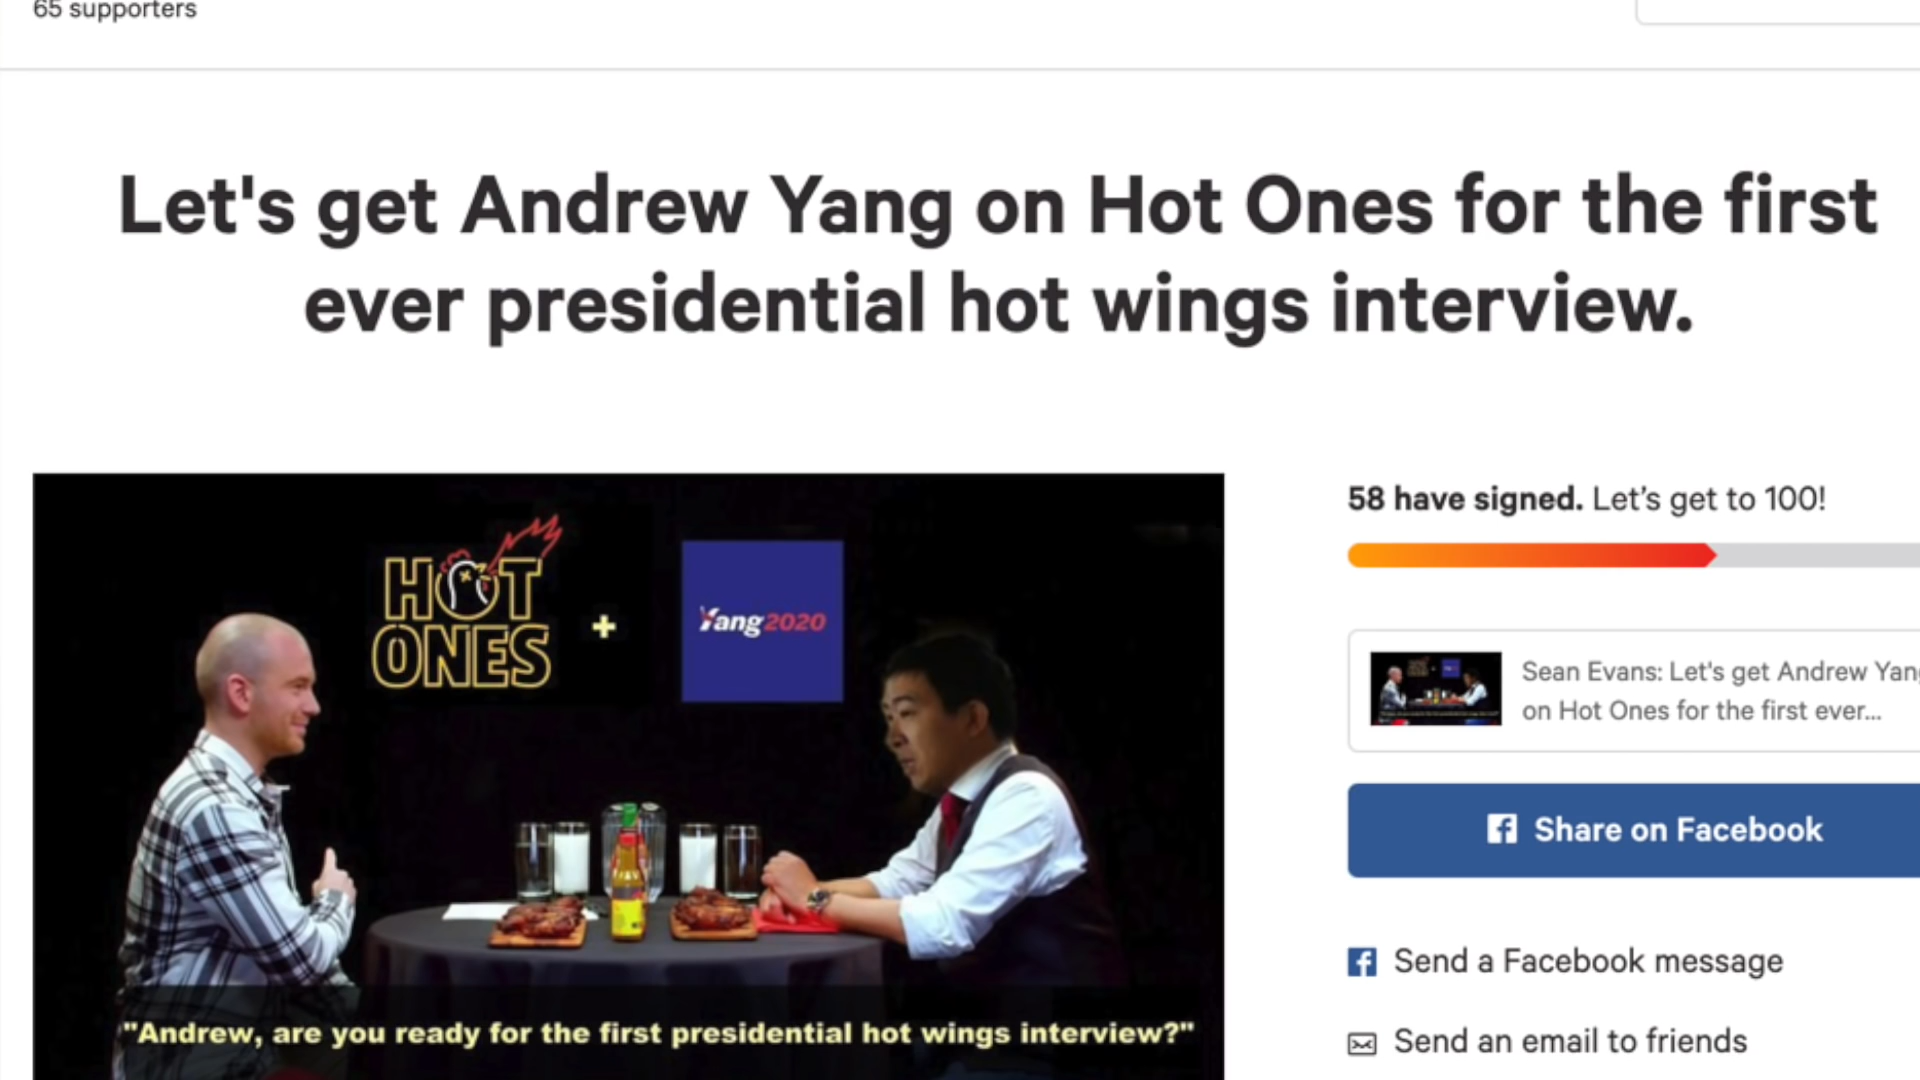 65 supporters
Let's get Andrew Yang on Hot Ones for the first
ever presidential hot wings interview.
HOT
ONES
+
Yang2020
"Andrew, are you ready for the first presidential hot wings interview?"
58 have signed. Let’s get to 100!
Sean Evans: Let's get Andrew Yang
on Hot Ones for the first ever...
Share on Facebook
Send a Facebook message
Send an email to friends